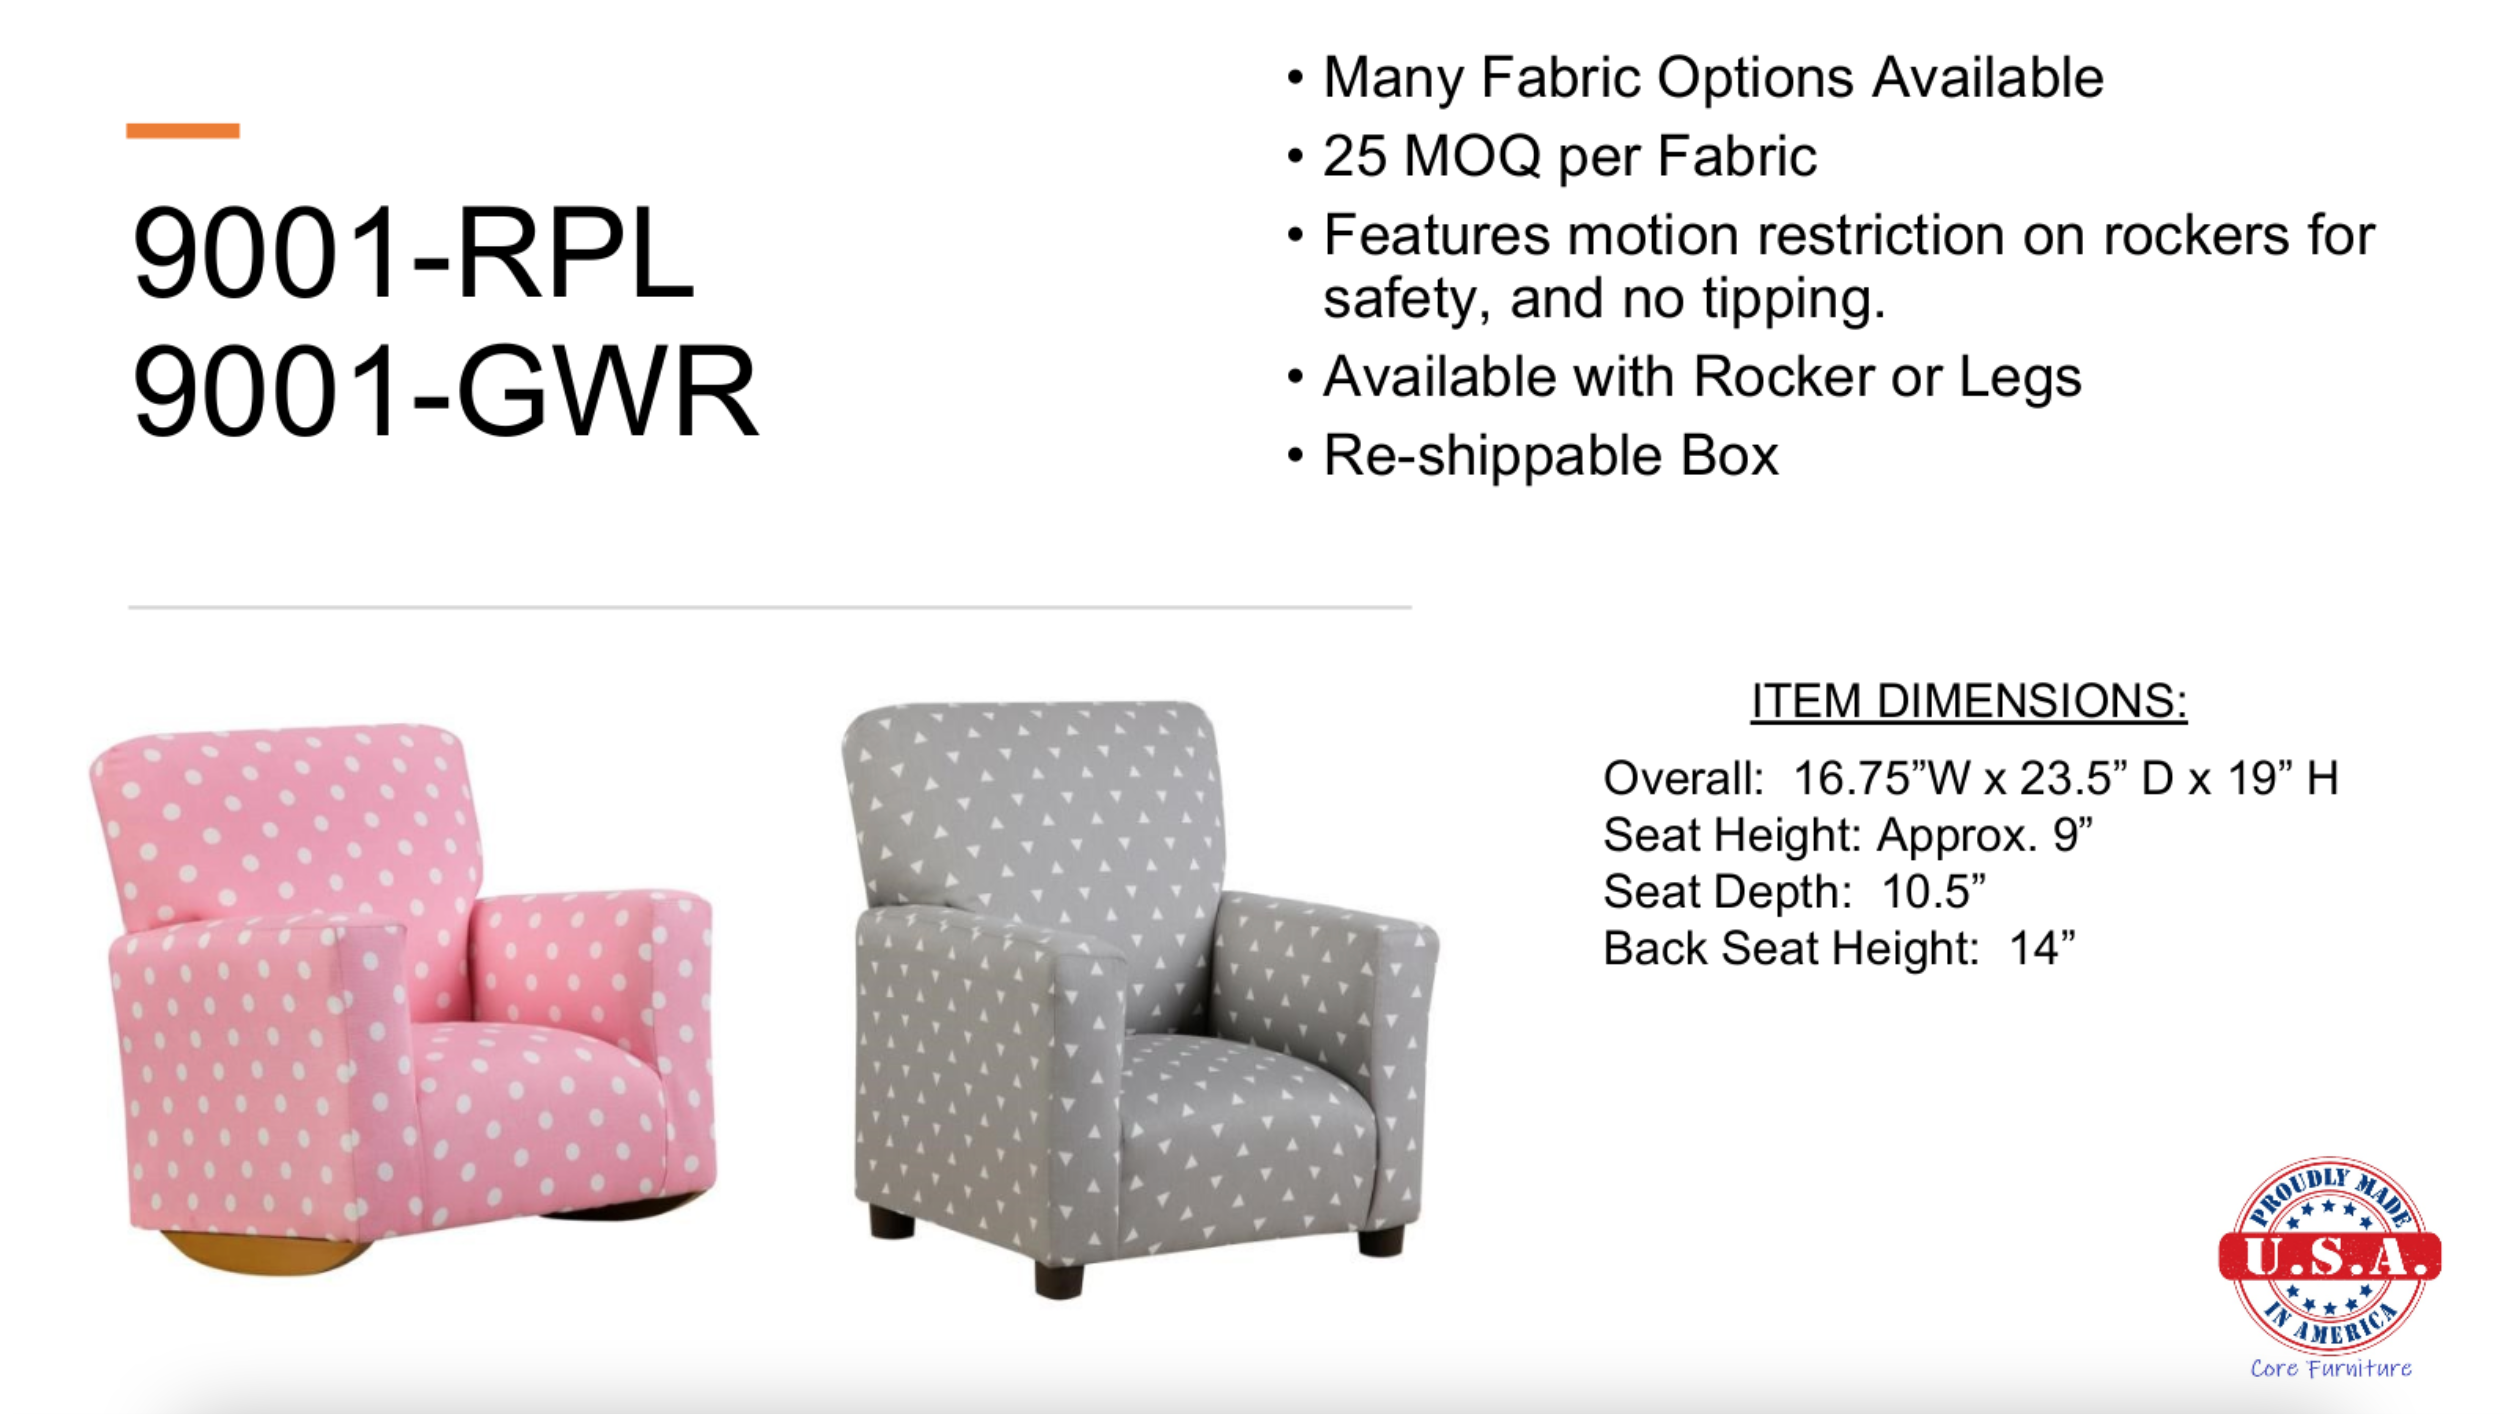 9001-RPL
9001-GWR
• Many Fabric Options Available
• 25 MOQ per Fabric
• Features motion restriction on rockers for
safety, and no tipping.
• Available with Rocker or Legs
• Re-shippable Box
ITEM DIMENSIONS:
Overall:  16.75”W x 23.5” D x 19” H
Seat Height: Approx. 9”
Seat Depth:  10.5”
Back Seat Height:  14”
PROUDLY MADE
U.S.A.
IN AMERICA
Core Furniture